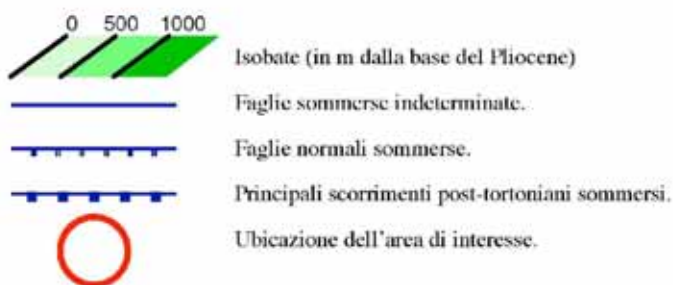 0 500 1000
Isobate (in m dalla base del Pliocene)
Faglie sommerse indeterminate.
Faglie normali sommerse.
Principali scorrimenti post-tortoniani sommersi.
Ubicazione dell'area di interesse.